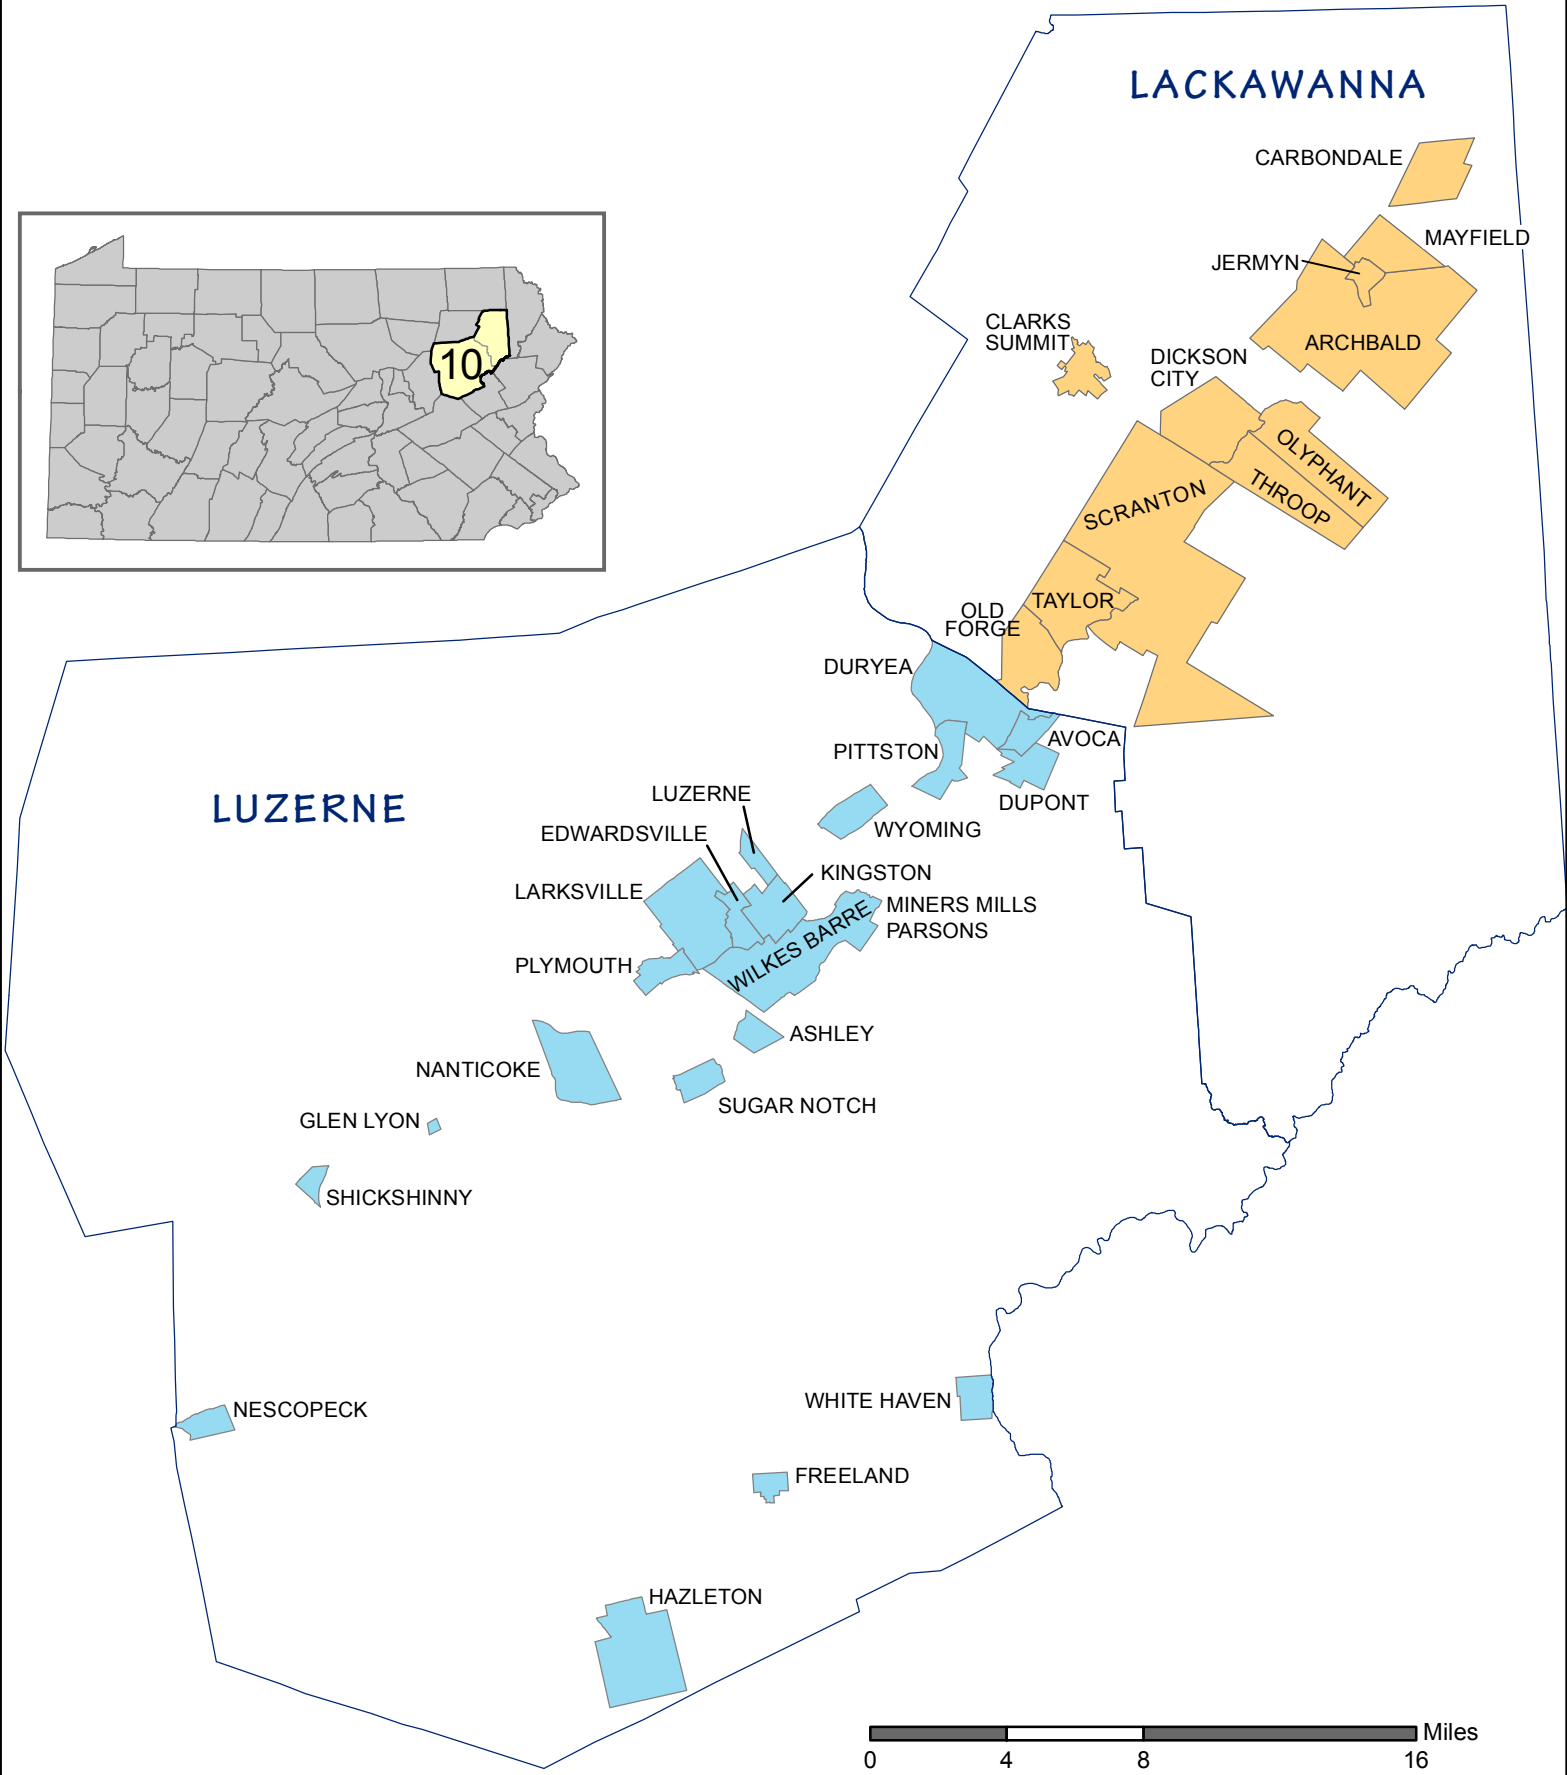 LACKAWANNA
CARBONDALE
MAYFIELD
JERMYN
CLARKS
SUMMIT
ARCHBALD
DICKSON
CITY
10
OLYPHANT
THROOP
SCRANTON
TAYLOR
OLD
FORGE
DURYEA
AVOCA
PITTSTON
LUZERNE
DUPONT
LUZERNE
WYOMING
EDWARDSVILLE
KINGSTON
LARKSVILLE
MINERS MILLS
PARSONS
WILKES BARRE
PLYMOUTH
ASHLEY
NANTICOKE
SUGAR NOTCH
GLEN LYON
SHICKSHINNY
WHITE HAVEN
NESCOPECK
FREELAND
HAZLETON
Miles
0 4 8 16